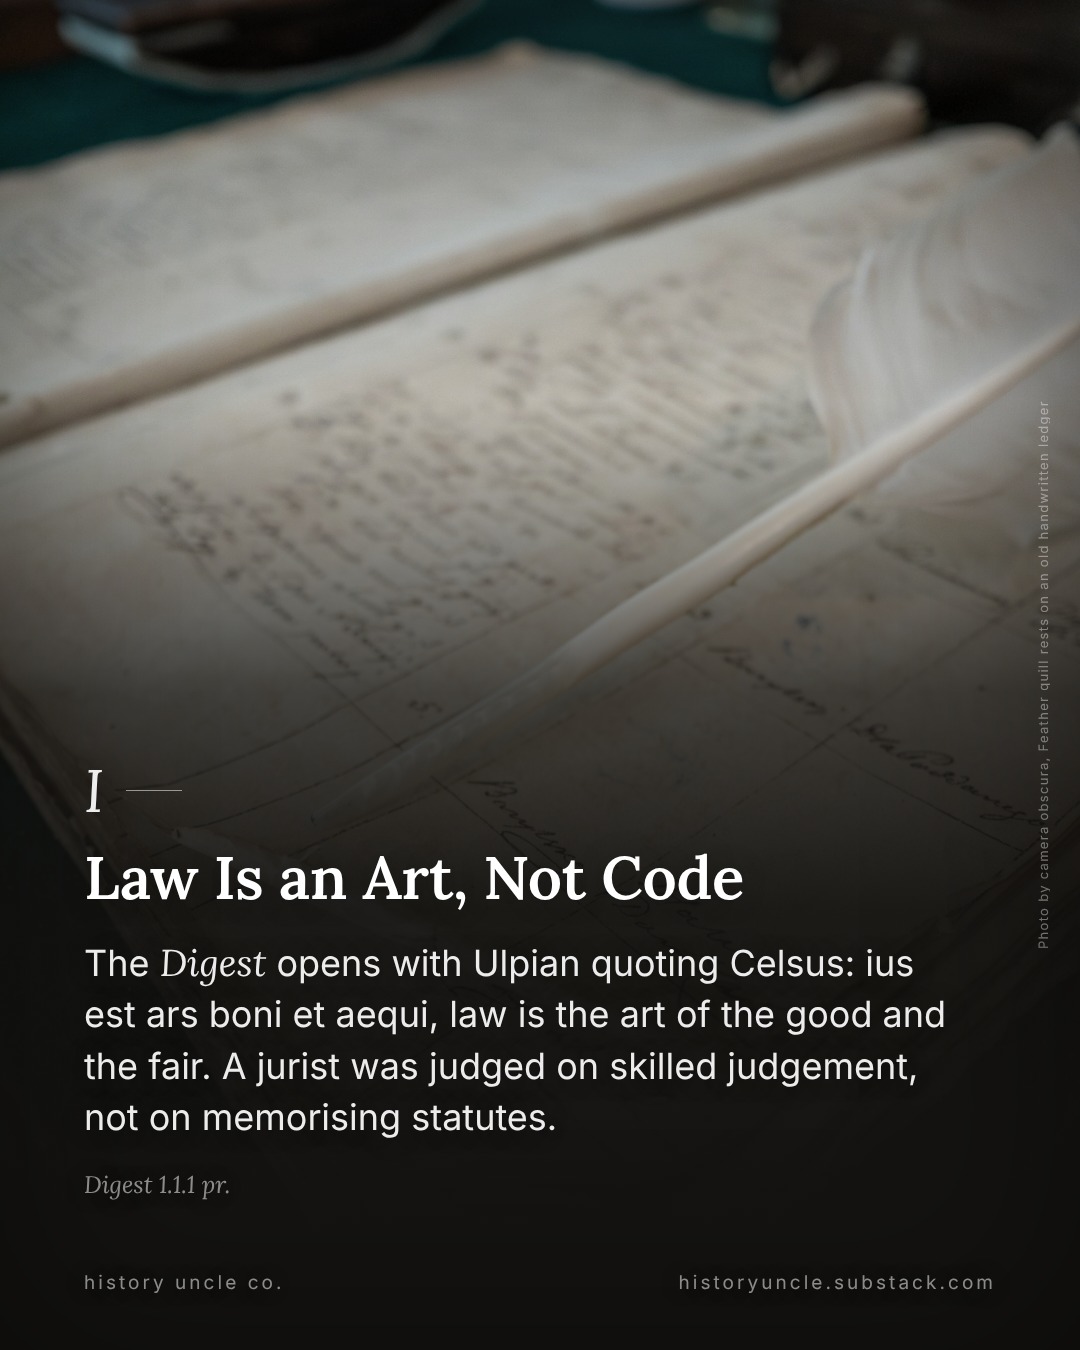 I
Law Is an Art, Not Code
The Digest opens with Ulpian quoting Celsus: ius
est ars boni et aequi, law is the art of the good and
the fair. A jurist was judged on skilled judgement,
not on memorising statutes.
Digest 1.1.1 pr.
history uncle co.
historyuncle.substack.com
Photo by camera obscura, Feather quill rests on an old handwritten ledger